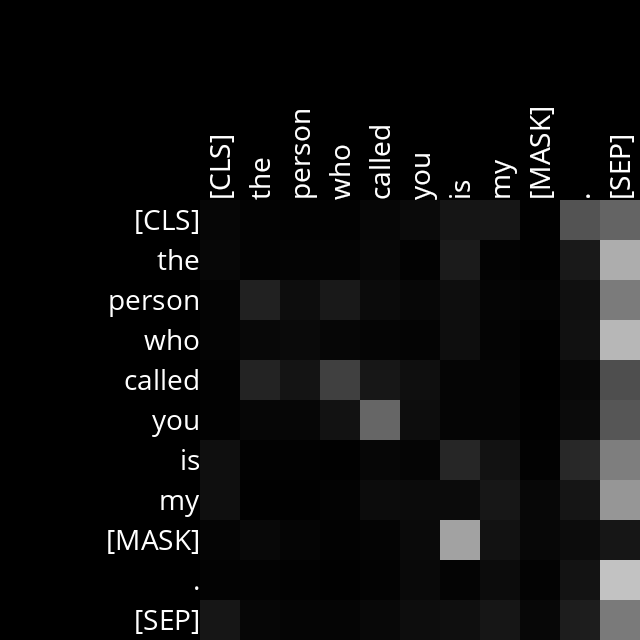 [CLS] the person who called you is my [MASK] . [SEP]
[CLS]
the
person
who
called
you
is
my
[MASK]
.
[SEP]